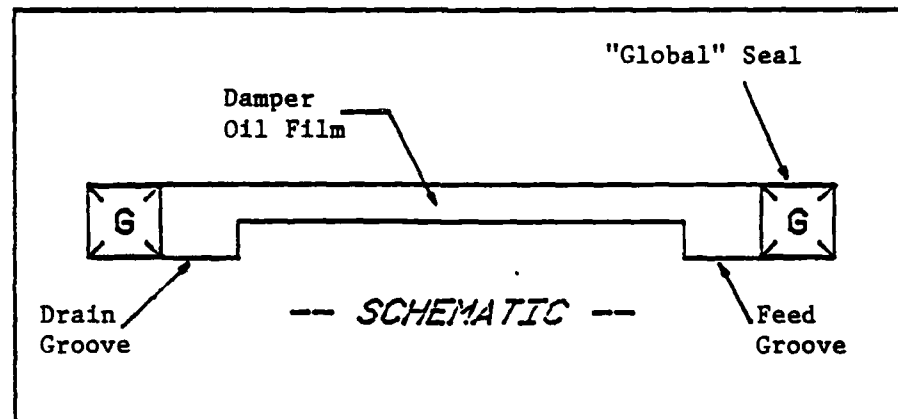 "Global" Seal
Damper
Oil Film
G
G
Drain
Groove
-- SCHEMATIC --
Feed
Groove